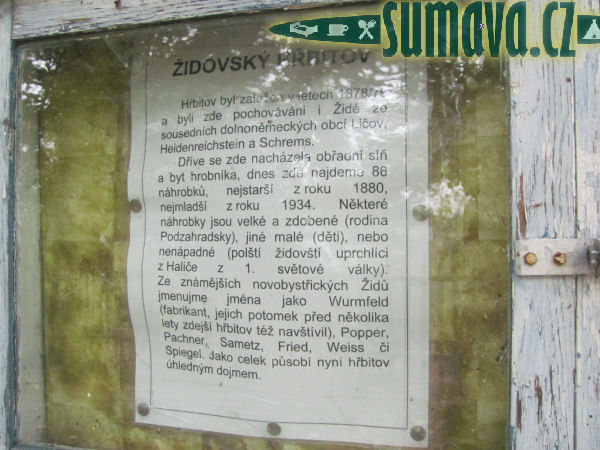 sumava.cz
ŽIDOVSKÝ HŘBITOV
Hřbitov byl založen v letech 1878/
a byli zde pochováváni i Židé ze
sousedních dolnoněmeckých obcí Ličov,
Heidenreichstein a Schrems.
Dříve se zde nacházela obřadní síň
a byt hrobníka, dnes zde najdeme 86
náhrobků, nejstarší z roku 1880,
nejmladší z roku 1934. Některé
náhrobky jsou velké a zdobené (rodina
Podzahradsky), jiné malé (děti), nebo
nenápadné (polští židovští uprchlíci
z Haliče z 1. světové války).
Ze známějších novobystřických Židů
jmenujme jména jako Wurmfeld
(fabrikant, jejich potomek před několika
lety zdejší hřbitov též navštívil), Popper,
Pachner, Sametz, Fried, Weiss či
Spiegel. Jako celek působí nyní hřbitov
úhledným dojmem.